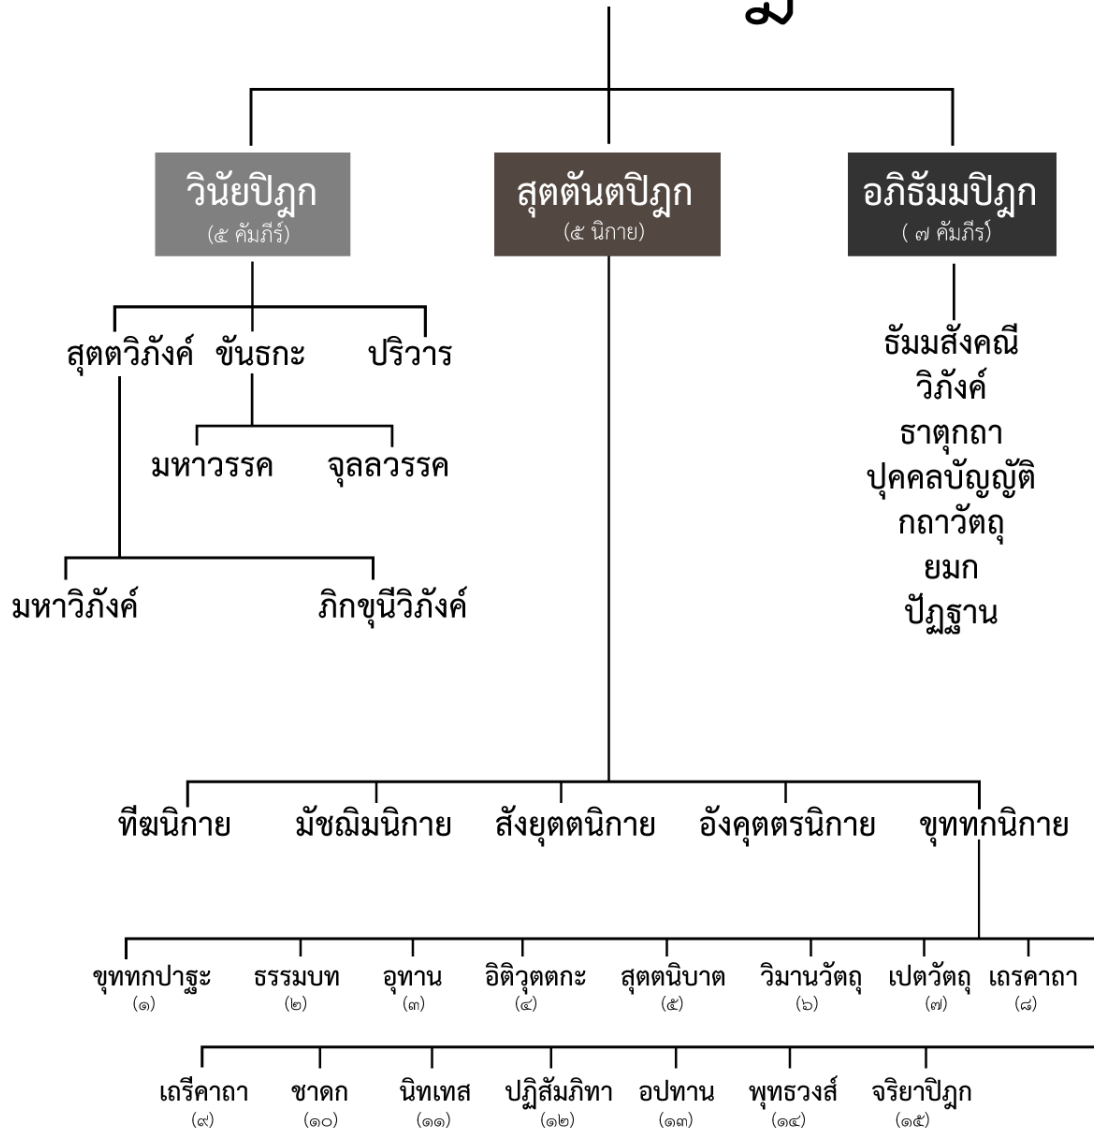 วินัยปิฎก
(๕ คัมภีร์)
สุตตันตปิฎก
(๕ นิกาย)
อภิธัมมปิฎก
( ๗ คัมภีร์)
สุตตวิภังค์ ขันธกะ ปริวาร
มหาวรรค จุลลวรรค
มหาวิภังค์ ภิกขุนีวิภังค์
ธัมมสังคณี
วิภังค์
ธาตุกถา
ปุคคลบัญญัติ
กถาวัตถุ
ยมก
ปัฏฐาน
ทีฆนิกาย มัชฌิมนิกาย สังยุตตนิกาย อังคุตตรนิกาย ขุททกนิกาย
ขุททกปาฐะ ธรรมบท อุทาน อิติวุตตกะ สุตตนิบาต วิมานวัตถุ เปตวัตถุ เถรคาถา
(๑) (๒) (๓) (๔) (๕) (๖) (๗) (๘)
เถรีคาถา ชาดก นิทเทส ปฏิสัมภิทา อปทาน พุทธวงส์ จริยาปิฎก
(๙) (๑๐) (๑๑) (๑๒) (๑๓) (๑๔) (๑๕)